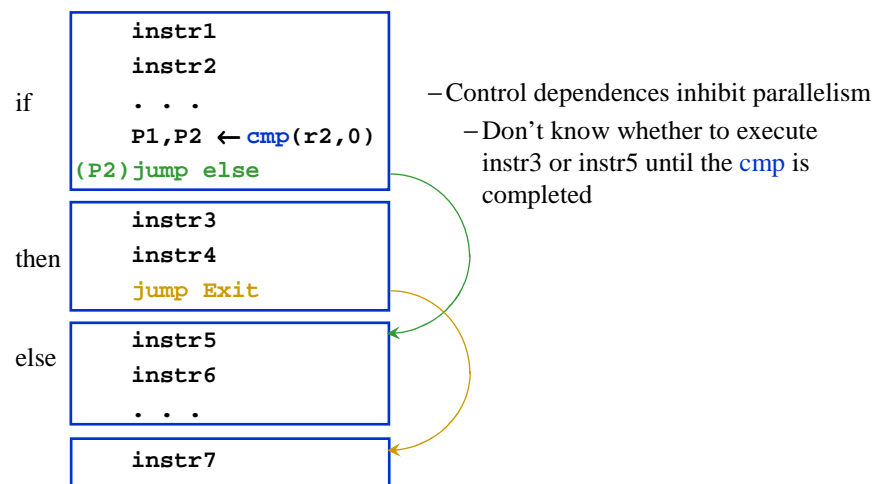 instr1
instr2
if
. . .
P1,P2 ← cmp(r2,0)
(P2)jump else
instr3
then
instr4
jump Exit
instr5
else
instr6
. . .
instr7
–Control dependences inhibit parallelism
–Don’t know whether to execute
instr3 or instr5 until the cmp is
completed